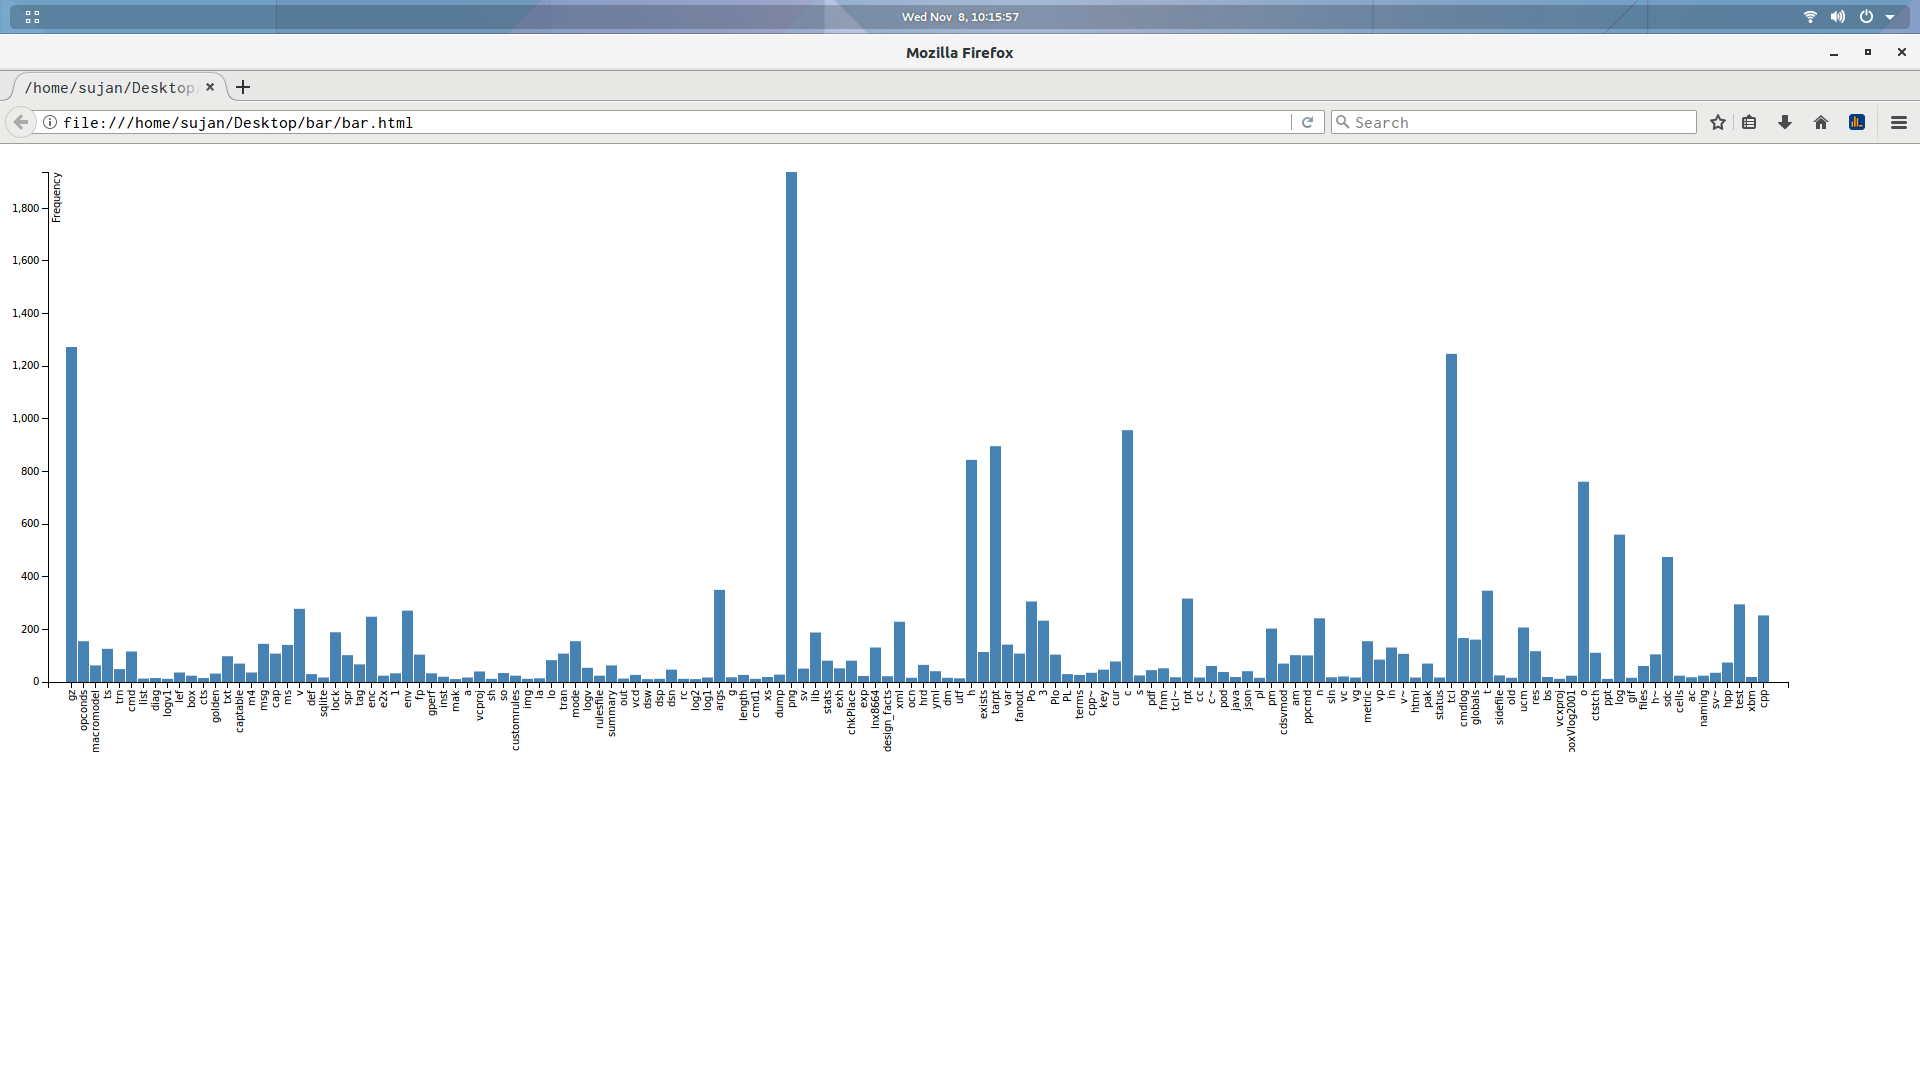 Wed Nov 8, 10:15:57
Mozilla Firefox
/home/sujan/Desktop
file:///home/sujan/Desktop/bar/bar.html
Search
Frequency
1,800
1,600
1,400
1,200
1,000
800
600
400
200
0
gz
opconds
macromodel
ts
trn
cmd
list
diag
logv1
lef
box
cts
golden
txt
captable
m4
msg
cap
ms
v
def
sqlite
lock
spr
tag
enc
e2x
1
env
fp
gperf
inst
mak
a
vcproj
sh
so
customrules
img
la
lo
tran
mode
logv
rulesfile
summary
out
vcd
dsw
dsp
dsn
rc
log2
log1
args
g
length
cmd1
xs
dump
png
sv
lib
stats
exh
chkPlace
exp
lnx8664
design_facts
xml
ocd
hrd
yml
dm
utf
h
exists
tarpt
var
fanout
Po
3
Plo
PL
terms
cpp~
key
cur
c
s
pdf
fnm
tcl~
rpt
cc
c~
pod
java
json
pl
pm
cdsvmod
am
ppcmd
n
sln
vc
vg
metric
vp
in
v~
html
pak
status
tcl
cmdlog
globals
t
sidefile
old
ucm
res
bs
vcxproj
oxVlog2001
o
ctstch
ppt
log
gif
files
h~
sdc
cells
ac
naming
sv~
hpp
test
xbm
cpp